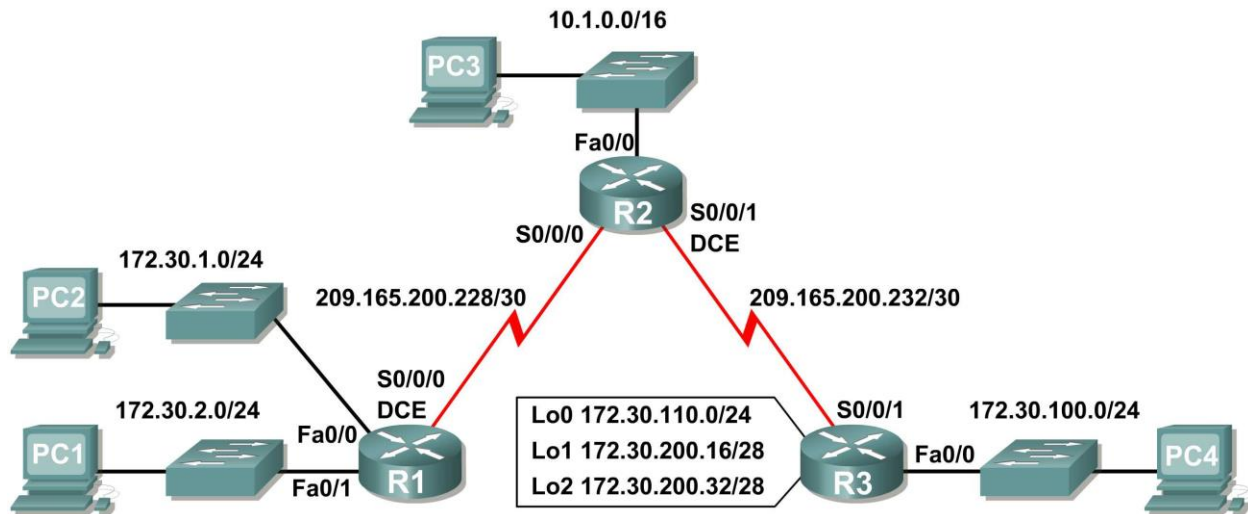 10.1.0.0/16
PC3
Fa0/0
R2
S0/0/1
DCE
S0/0/0
172.30.1.0/24
PC2
209.165.200.228/30
209.165.200.232/30
S0/0/0
DCE
172.30.2.0/24
Fa0/0
PC1
Fa0/1
R1
Lo0 172.30.110.0/24
Lo1 172.30.200.16/28
Lo2 172.30.200.32/28
S0/0/1
172.30.100.0/24
Fa0/0
R3
PC4